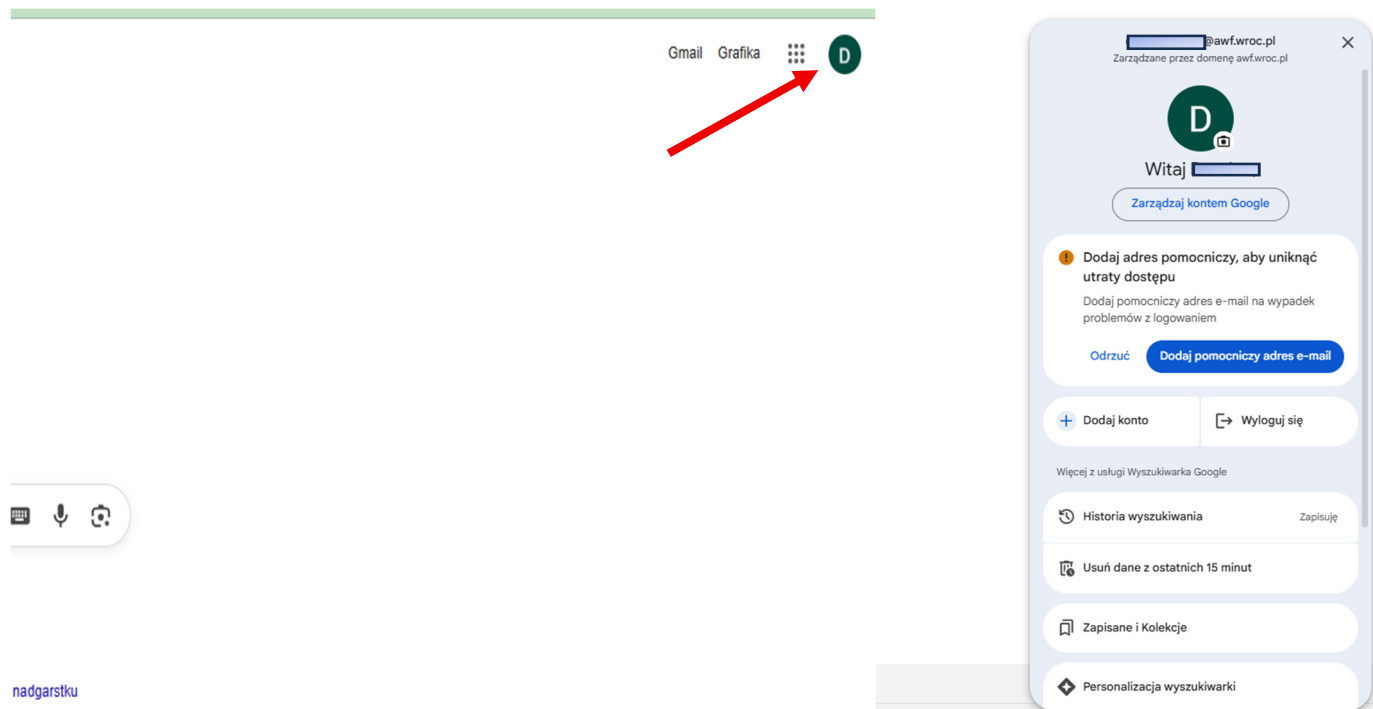 Gmail Grafika
D
nadgarstku
@awf.wroc.pl
Zarządzane przez domenę awf.wroc.pl
D
Witaj
Zarządzaj kontem Google
Dodaj adres pomocniczy, aby uniknąć
utraty dostępu
Dodaj pomocniczy adres e-mail na wypadek
problemów z logowaniem
Odrzuć Dodaj pomocniczy adres e-mail
Dodaj konto Wyloguj się
Więcej z usługi Wyszukiwarka Google
Historia wyszukiwania Zapisuję
Usuń dane z ostatnich 15 minut
Zapisane i Kolekcje
Personalizacja wyszukiwarki